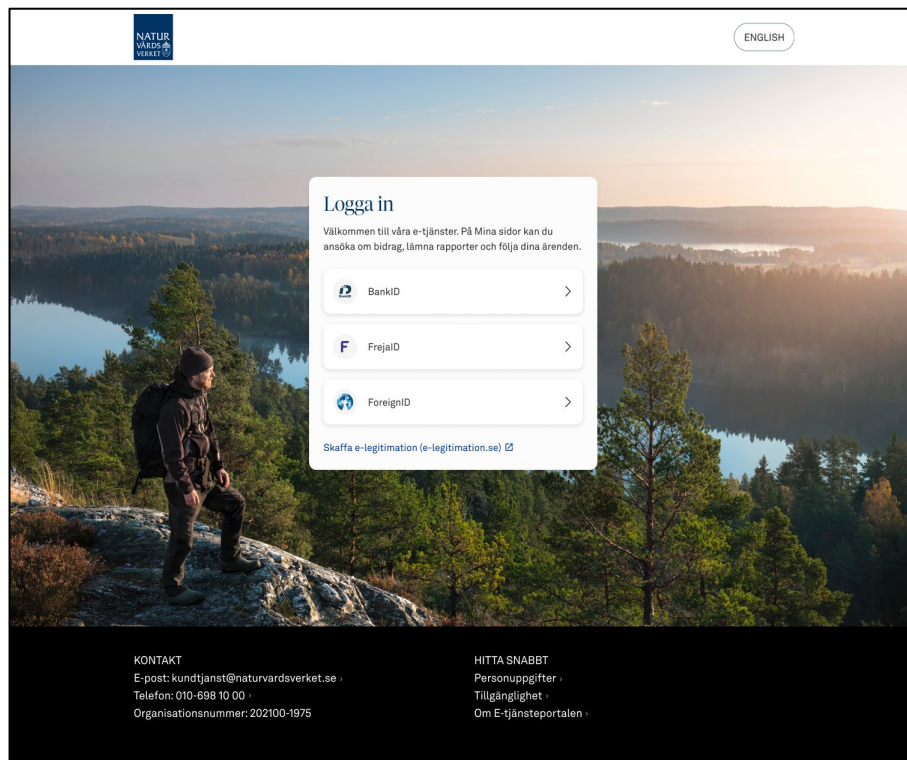 NATUR
VÅRDS
VERKET
ENGLISH
Logga in
Välkommen till våra e-tjänster. På Mina sidor kan du
ansöka om bidrag, lämna rapporter och följa dina ärenden.
BankID
BankID
F
FrejaID
ForeignID
Skaffa e-legitimation (e-legitimation.se)
KONTAKT
E-post: kundtjanst@naturvardsverket.se ›
Telefon: 010-698 10 00 ›
Organisationsnummer: 202100-1975
HITTA SNABBT
Personuppgifter ›
Tillgänglighet ›
Om E-tjänsteportalen ›